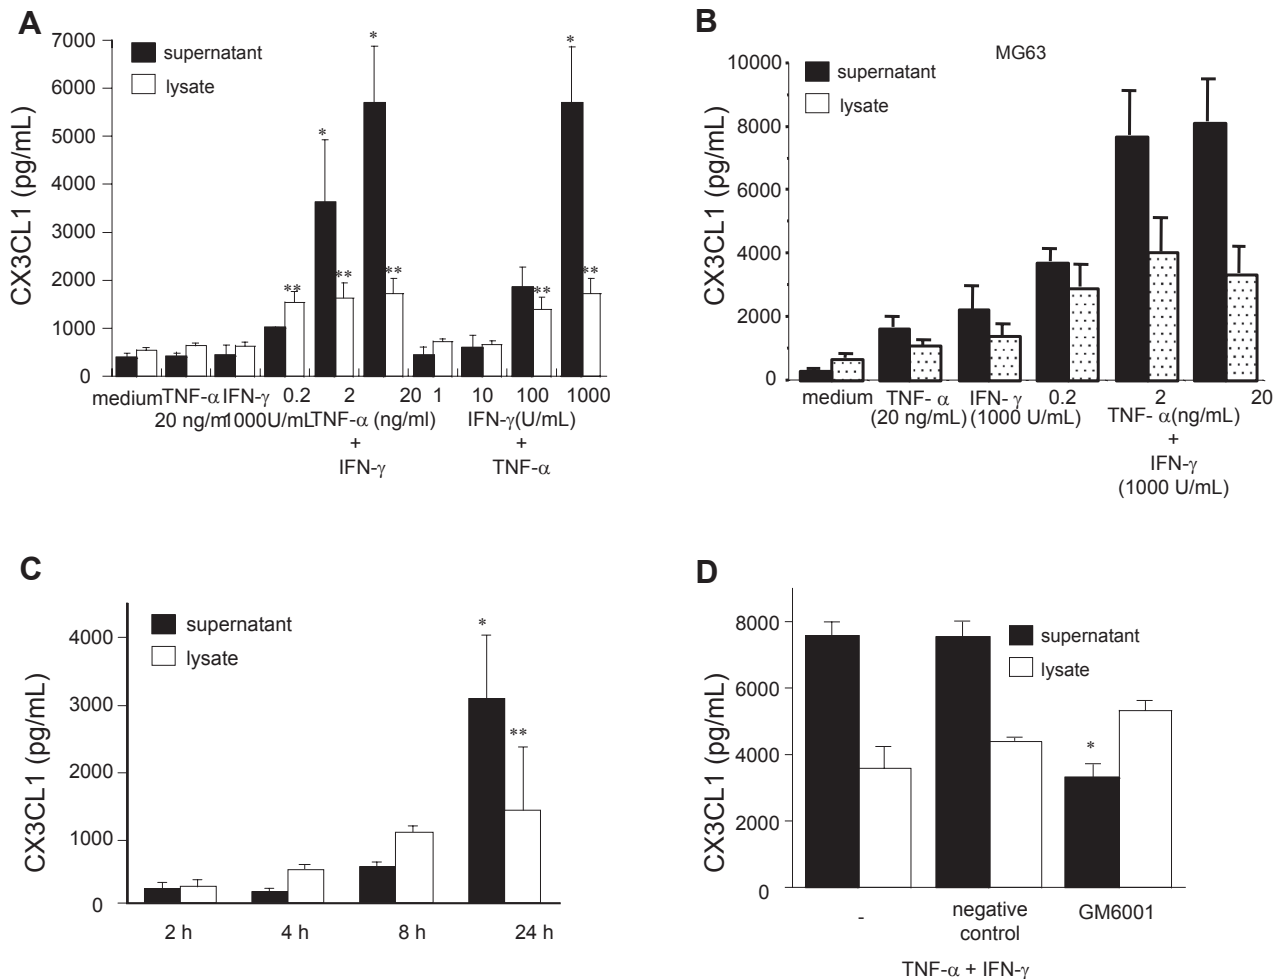 A
7000
6000
5000
4000
3000
2000
1000
0
CX3CL1 (pg/mL)
supernatant
lysate
*
*
*
**
**
**
**
**
medium TNF-α IFN-γ 0.2 2 20 1 10 100 1000
20 ng/ml 1000U/mL TNF-α (ng/ml) IFN-γ(U/mL)
+ +
IFN-γ TNF-α
B
MG63
10000
8000
6000
4000
2000
0
CX3CL1 (pg/mL)
supernatant
lysate
medium TNF- α IFN- γ 0.2 2 20
(20 ng/mL) (1000 U/mL) TNF- α(ng/mL)
+
IFN-γ
(1000 U/mL)
C
4000
3000
2000
1000
0
CX3CL1 (pg/mL)
supernatant
lysate
*
**
2 h 4 h 8 h 24 h
D
8000
6000
4000
2000
0
CX3CL1 (pg/mL)
supernatant
lysate
*
- negative GM6001
control
TNF-α + IFN-γ